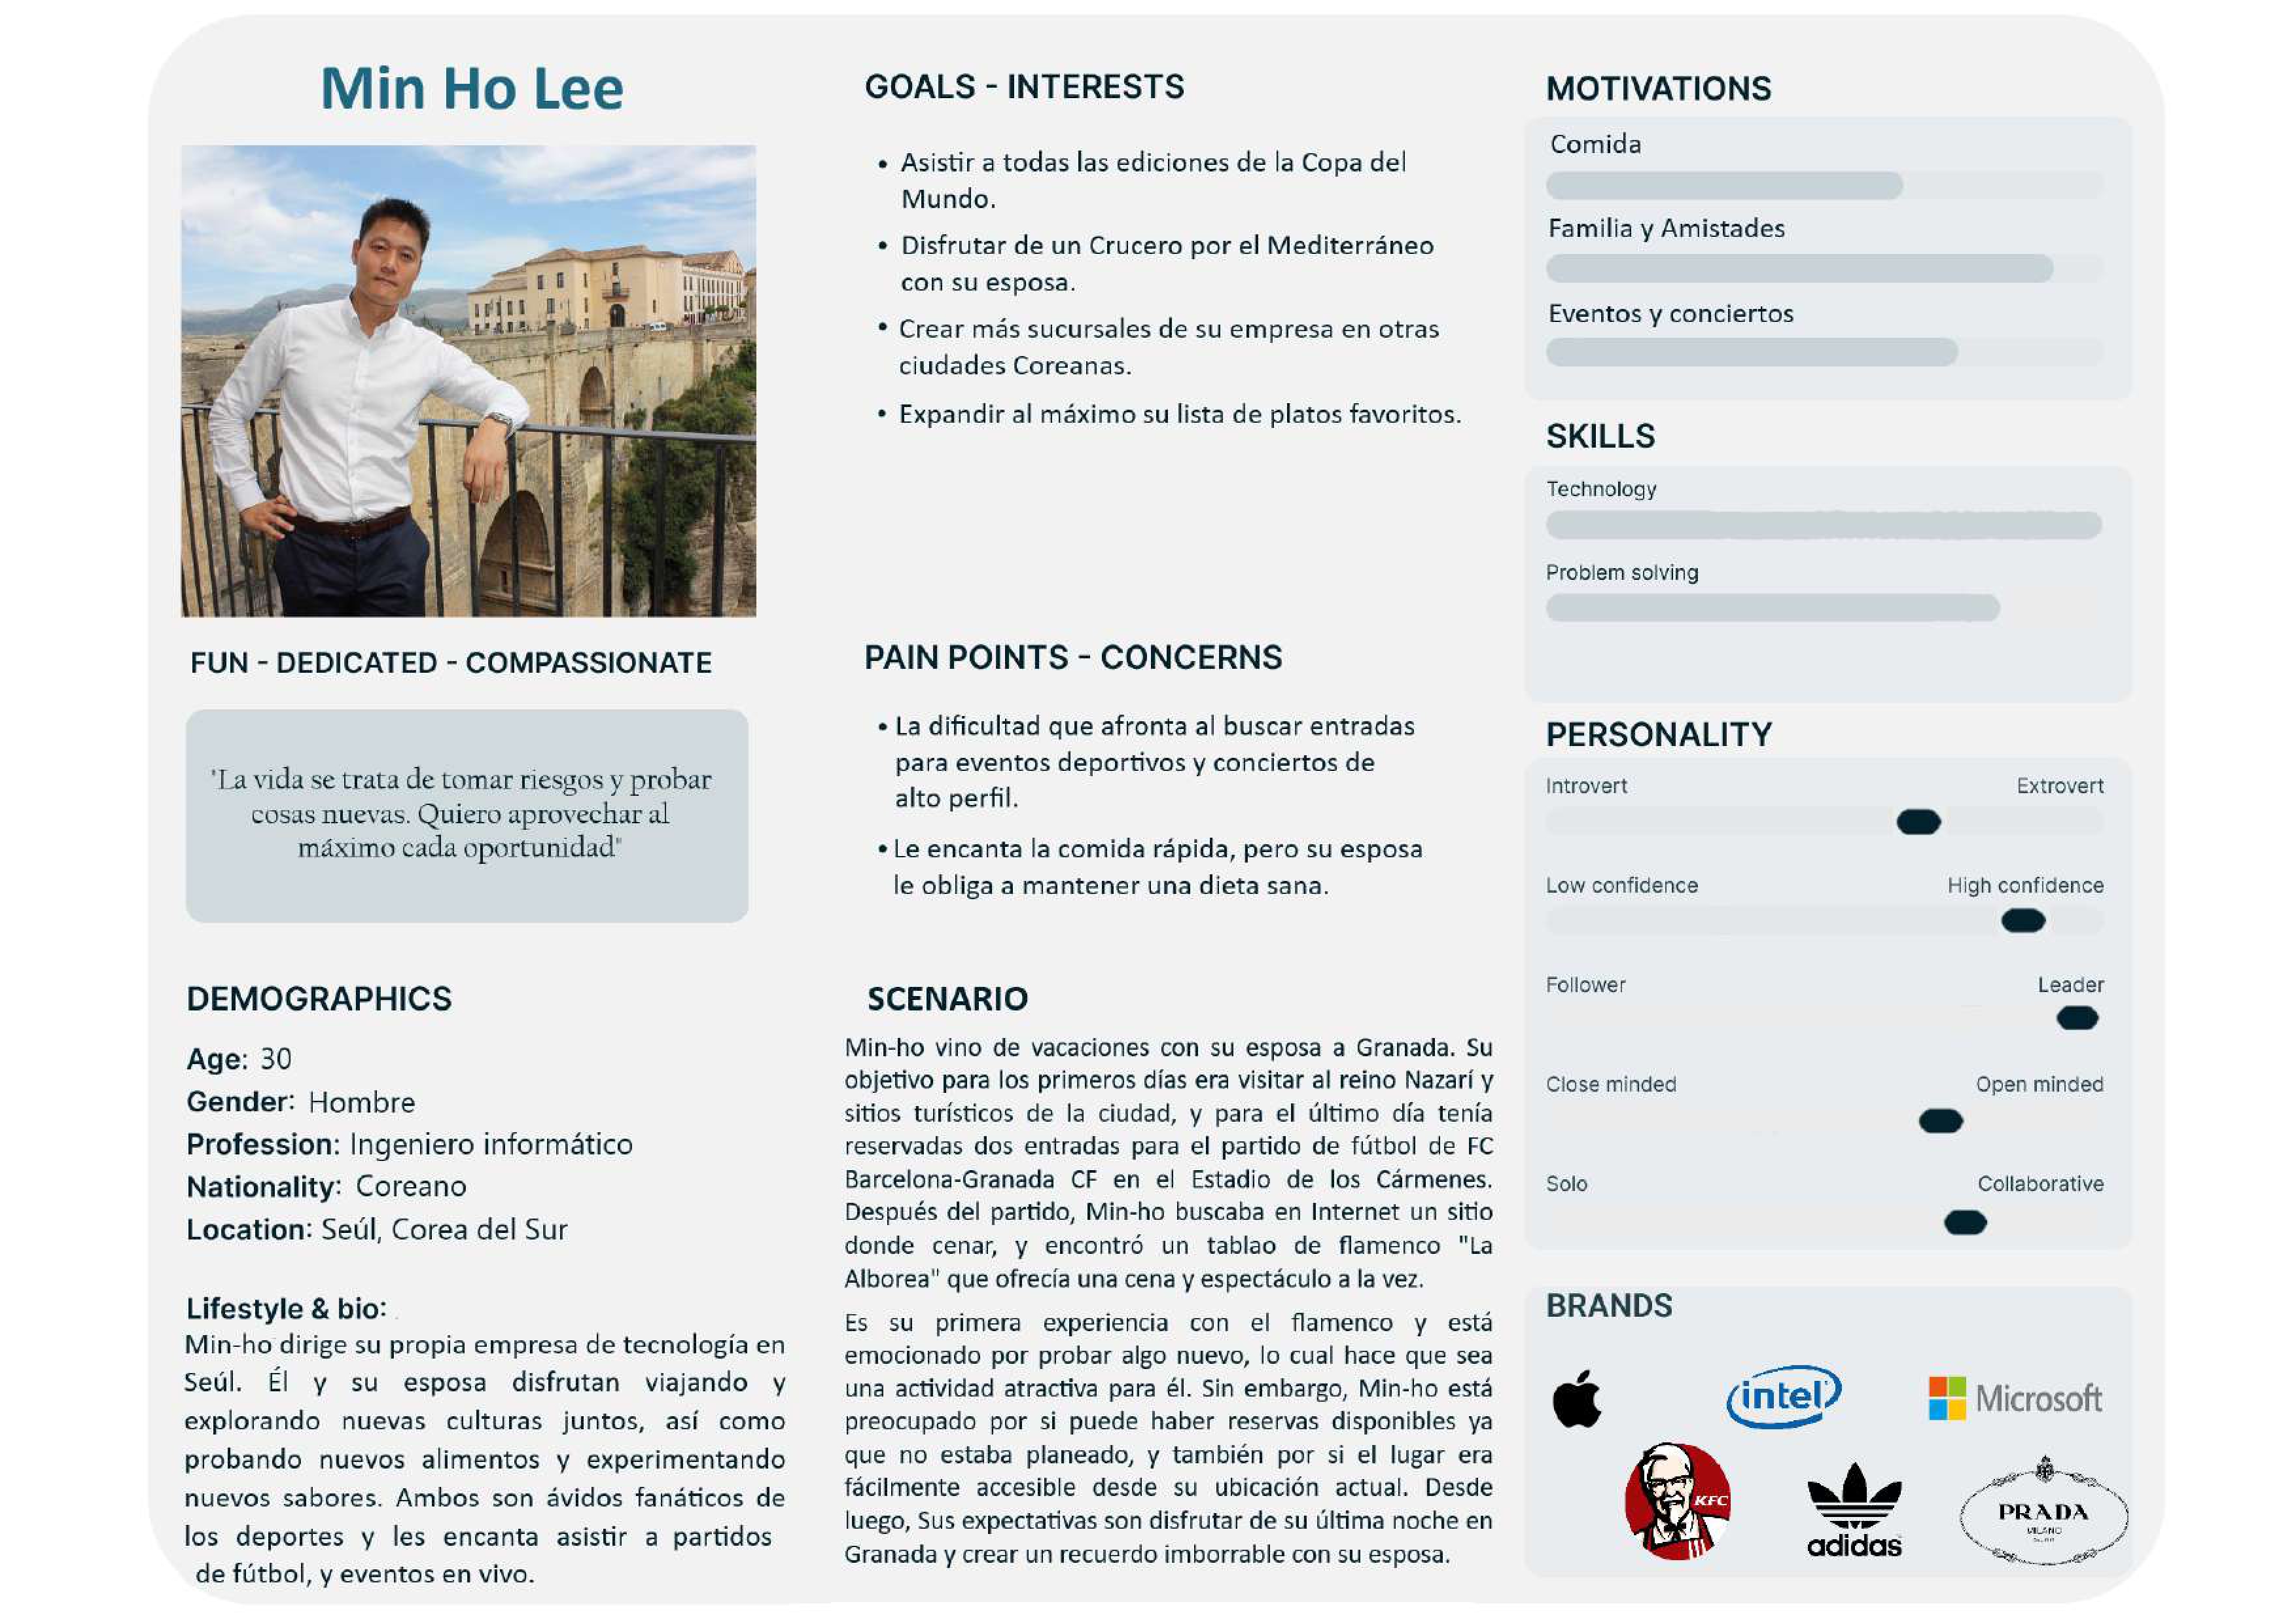 Min Ho Lee
FUN - DEDICATED - COMPASSIONATE
"La vida se trata de tomar riesgos y probar
cosas nuevas. Quiero aprovechar al
máximo cada oportunidad"
DEMOGRAPHICS
Age: 30
Gender: Hombre
Profession: Ingeniero informático
Nationality: Coreano
Location: Seúl, Corea del Sur
Lifestyle & bio:
Min-ho dirige su propia empresa de tecnología en
Seúl. Él y su esposa disfrutan viajando y
explorando nuevas culturas juntos, así como
probando nuevos alimentos y experimentando
nuevos sabores. Ambos son ávidos fanáticos de
los deportes y les encanta asistir a partidos
de fútbol, y eventos en vivo.
GOALS - INTERESTS
• Asistir a todas las ediciones de la Copa del
Mundo.
• Disfrutar de un Crucero por el Mediterráneo
con su esposa.
• Crear más sucursales de su empresa en otras
ciudades Coreanas.
• Expandir al máximo su lista de platos favoritos.
PAIN POINTS - CONCERNS
• La dificultad que afronta al buscar entradas
para eventos deportivos y conciertos de
alto perfil.
• Le encanta la comida rápida, pero su esposa
le obliga a mantener una dieta sana.
SCENARIO
Min-ho vino de vacaciones con su esposa a Granada. Su
objetivo para los primeros días era visitar al reino Nazarí y
sitios turísticos de la ciudad, y para el último día tenía
reservadas dos entradas para el partido de fútbol de FC
Barcelona-Granada CF en el Estadio de los Cármenes.
Después del partido, Min-ho buscaba en Internet un sitio
donde cenar, y encontró un tablao de flamenco "La
Alborea" que ofrecía una cena y espectáculo a la vez.
Es su primera experiencia con el flamenco y está
emocionado por probar algo nuevo, lo cual hace que sea
una actividad atractiva para él. Sin embargo, Min-ho está
preocupado por si puede haber reservas disponibles ya
que no estaba planeado, y también por si el lugar era
fácilmente accesible desde su ubicación actual. Desde
luego, Sus expectativas son disfrutar de su última noche en
Granada y crear un recuerdo imborrable con su esposa.
MOTIVATIONS
Comida
Familia y Amistades
Eventos y conciertos
SKILLS
Technology
Problem solving
PERSONALITY
Introvert Extrovert
Low confidence High confidence
Follower Leader
Close minded Open minded
Solo Collaborative
BRANDS
intel
Microsoft
KFC
adidas
PRADA
MILANO